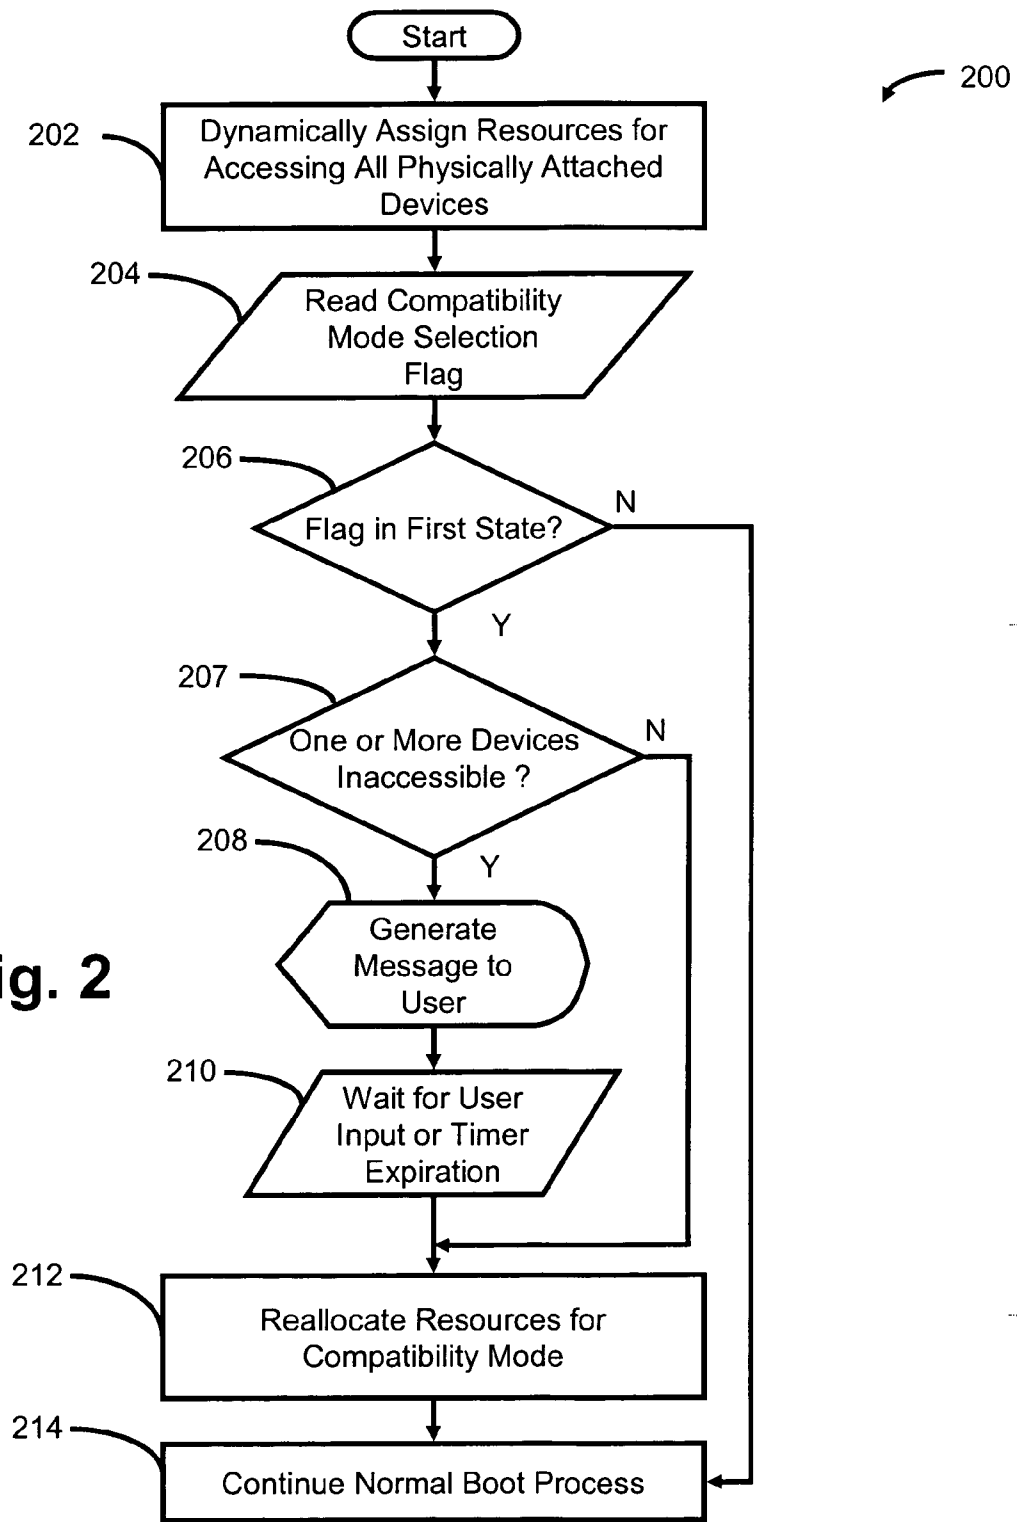 Start
200
202
Dynamically Assign Resources for
Accessing All Physically Attached
Devices
204
Read Compatibility
Mode Selection
Flag
206
Flag in First State?
N
Y
207
One or More Devices
Inaccessible ?
N
208
Y
Generate
Message to
User
ig. 2
210
Wait for User
Input or Timer
Expiration
212
Reallocate Resources for
Compatibility Mode
214
Continue Normal Boot Process